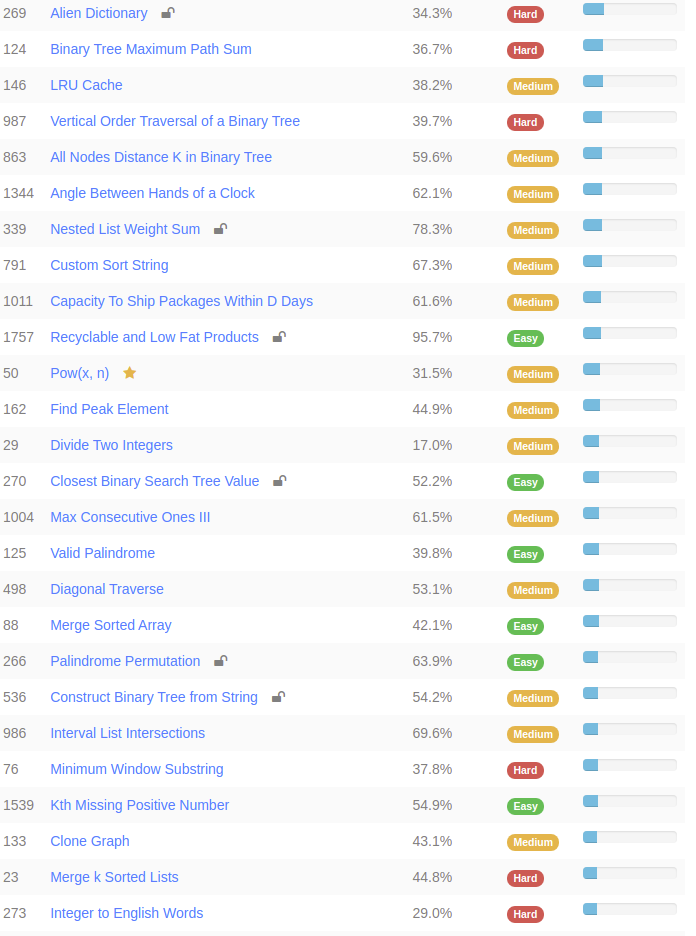 269 Alien Dictionary 34.3% Hard
124 Binary Tree Maximum Path Sum 36.7% Hard
146 LRU Cache 38.2% Medium
987 Vertical Order Traversal of a Binary Tree 39.7% Hard
863 All Nodes Distance K in Binary Tree 59.6% Medium
1344 Angle Between Hands of a Clock 62.1% Medium
339 Nested List Weight Sum 78.3% Medium
791 Custom Sort String 67.3% Medium
1011 Capacity To Ship Packages Within D Days 61.6% Medium
1757 Recyclable and Low Fat Products 95.7% Easy
50 Pow(x, n) 31.5% Medium
162 Find Peak Element 44.9% Medium
29 Divide Two Integers 17.0% Medium
270 Closest Binary Search Tree Value 52.2% Easy
1004 Max Consecutive Ones III 61.5% Medium
125 Valid Palindrome 39.8% Easy
498 Diagonal Traverse 53.1% Medium
88 Merge Sorted Array 42.1% Easy
266 Palindrome Permutation 63.9% Easy
536 Construct Binary Tree from String 54.2% Medium
986 Interval List Intersections 69.6% Medium
76 Minimum Window Substring 37.8% Hard
1539 Kth Missing Positive Number 54.9% Easy
133 Clone Graph 43.1% Medium
23 Merge k Sorted Lists 44.8% Hard
273 Integer to English Words 29.0% Hard